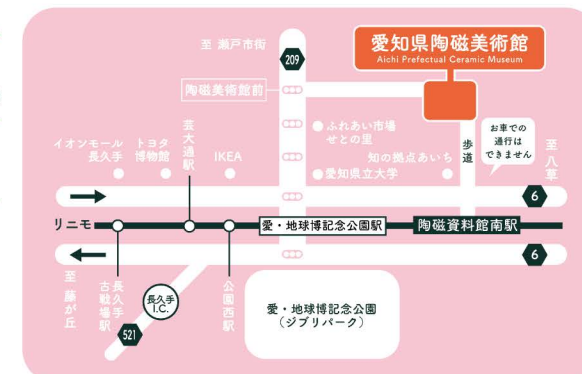 至 瀬戸市街
209
愛知県陶磁美術館
Aichi Prefectual Ceramic Museum
陶磁美術館前
イオンモール
長久手
トヨタ
博物館
芸大通駅
IKEA
ふれあい市場
せとの里
知の拠点あいち
愛知県立大学
歩道
お車での
通行は
できません
至 八草
6
リニモ
愛・地球博記念公園駅
陶磁資料館南駅
6
至 藤が丘
長久手
古戦場駅
521
長久手
I.C.
公園西駅
愛・地球博記念公園
(ジブリパーク)